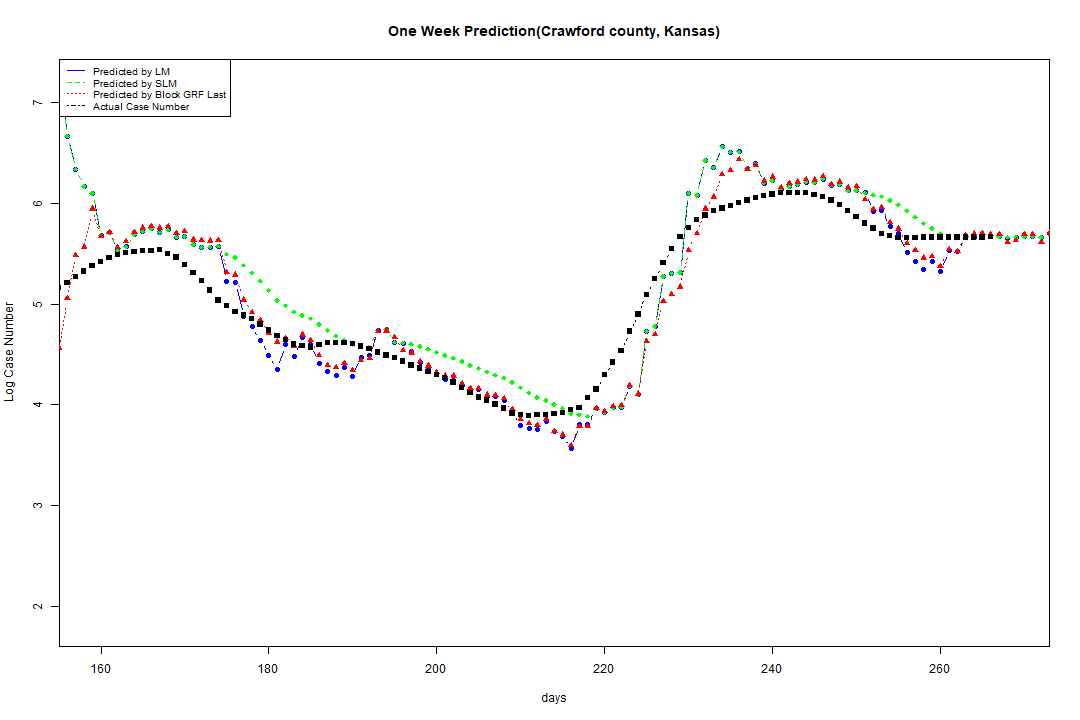 One Week Prediction(Crawford county, Kansas)
Predicted by LM
Predicted by SLM
Predicted by Block GRF Last
Actual Case Number
7
6
5
4
3
2
Log Case Number
160 180 200 220 240 260
days